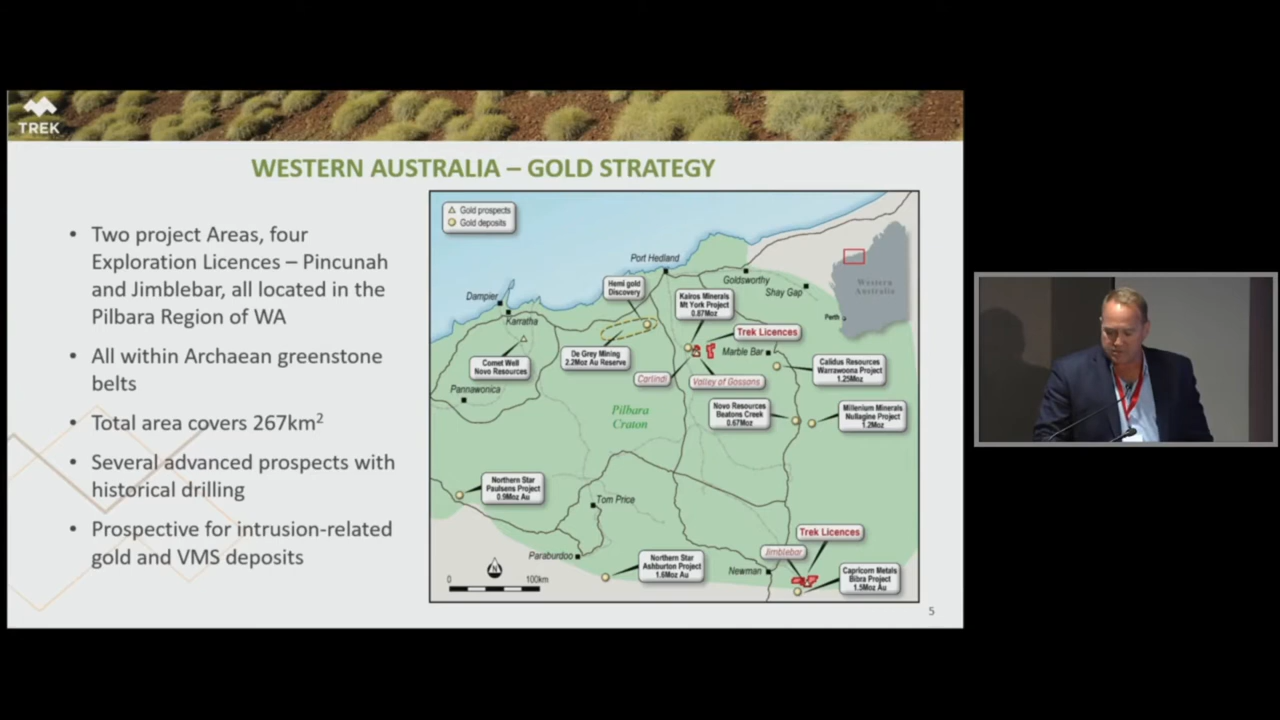 TREK
WESTERN AUSTRALIA – GOLD STRATEGY
• Two project Areas, four
Exploration Licences – Pincunah
and Jimblebar, all located in the
Pilbara Region of WA
• All within Archaean greenstone
belts
• Total area covers 267km²
• Several advanced prospects with
historical drilling
• Prospective for intrusion-related
gold and VMS deposits
Gold prospects
Gold deposits
Port Hedland
Goldsworthy
Shay Gap
Western
Australia
Perth
Hemi gold
Discovery
Dampier
Karratha
Kairos Minerals
Mt York Project
0.87Moz
Trek Licences
Marble Bar
Comet Well
Novo Resources
De Grey Mining
2.2Moz Au Reserve
Calidus Resources
Warrawoona Project
1.25Moz
Carlindi
Valley of Gossans
Pannawonica
Pilbara
Craton
Novo Resources
Beatons Creek
0.67Moz
Millenium Minerals
Nullagine Project
1.2Moz
Northern Star
Paulsens Project
0.9Moz Au
Tom Price
Trek Licences
Jimblebar
Paraburdoo
Northern Star
Ashburton Project
1.6Moz Au
Newman
Capricorn Metals
Bibra Project
1.5Moz Au
N
0 100km
5